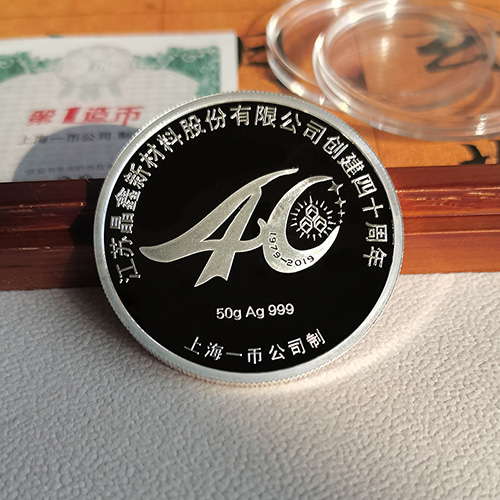 第1造币
上海一币公司 制
江苏晶鑫新材料股份有限公司创建四十周年
40
1979-2019
50g Ag 999
上海一币公司制